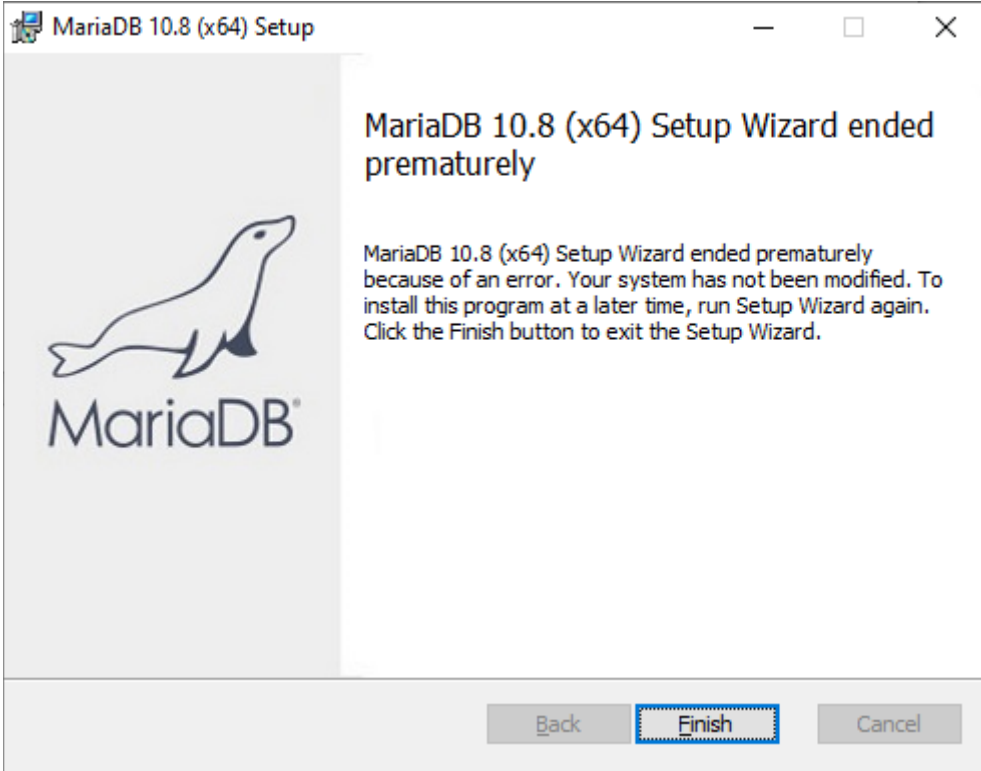 MariaDB 10.8 (x64) Setup
MariaDB 10.8 (x64) Setup Wizard ended
prematurely
MariaDB 10.8 (x64) Setup Wizard ended prematurely
because of an error. Your system has not been modified. To
install this program at a later time, run Setup Wizard again.
Click the Finish button to exit the Setup Wizard.
MariaDB®
Back
Finish
Cancel